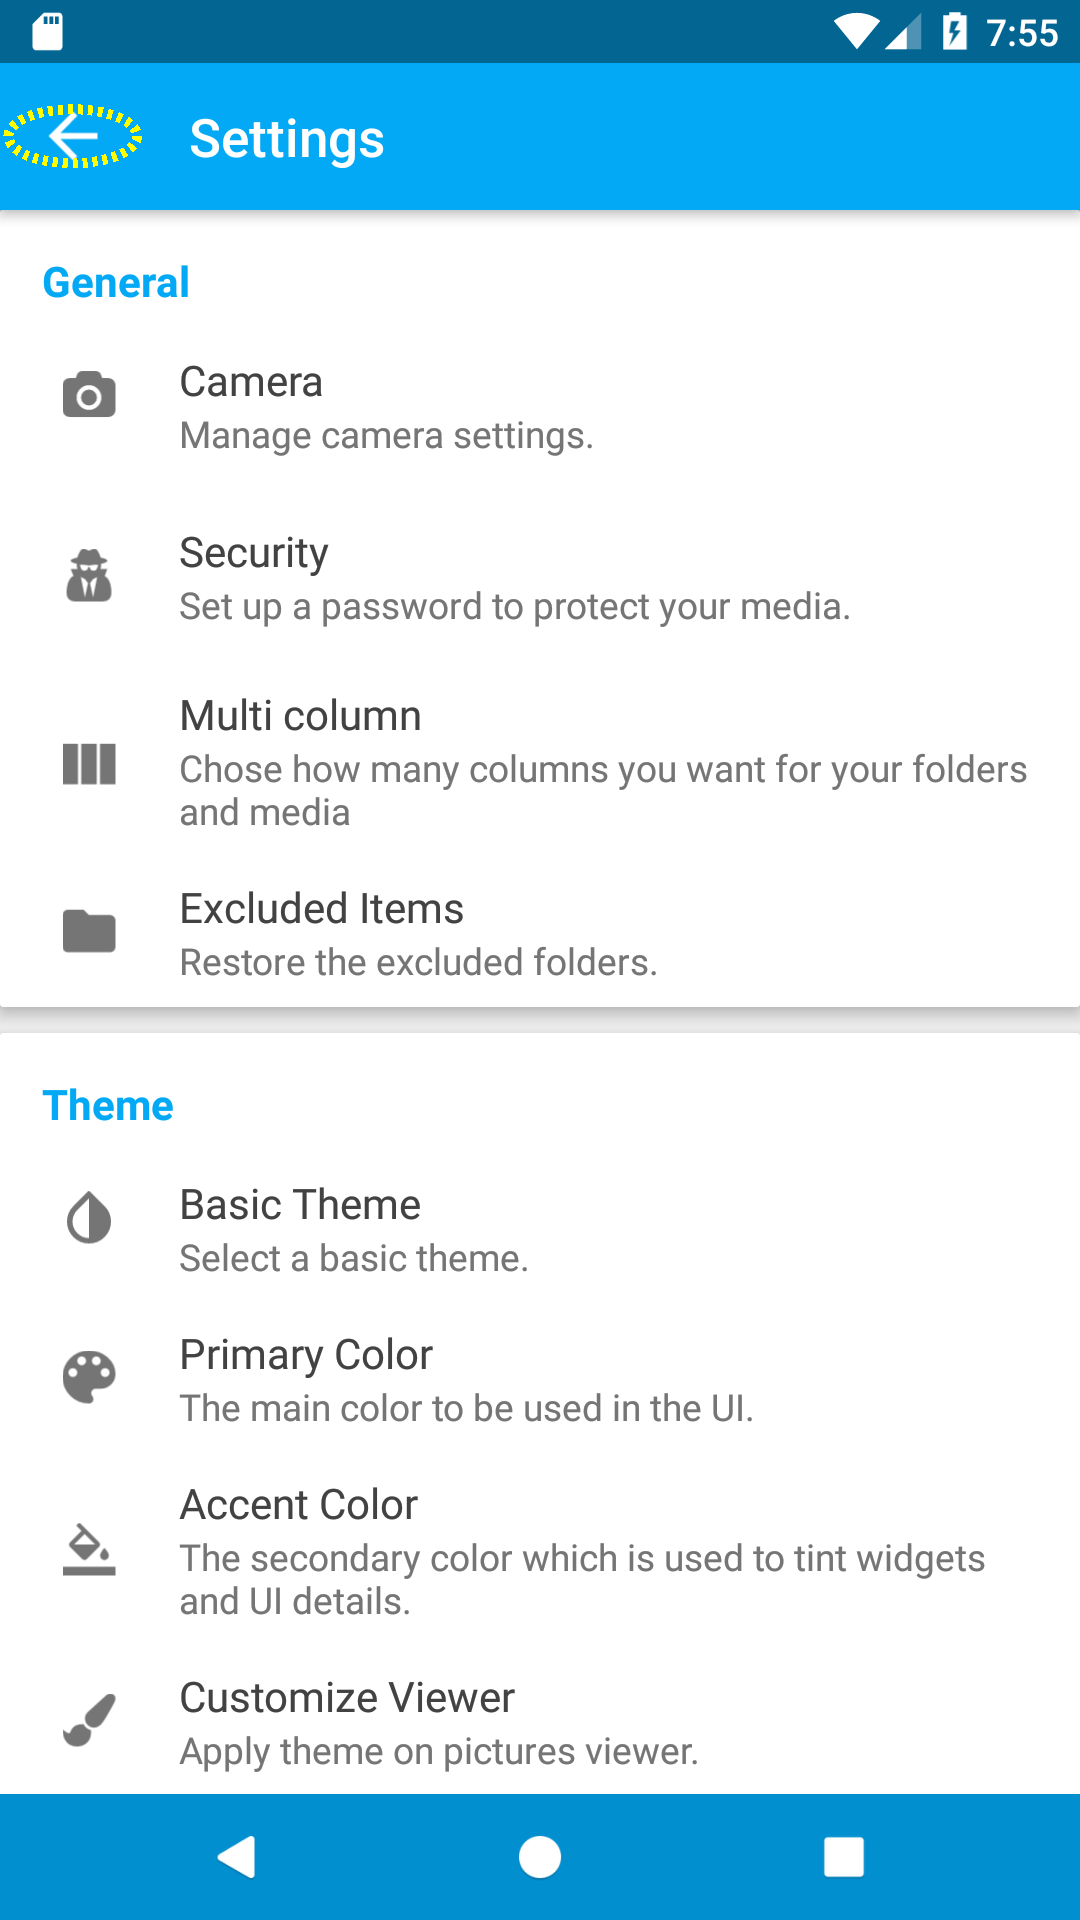 7:55
Settings
General
Camera
Manage camera settings.
Security
Set up a password to protect your media.
Multi column
Chose how many columns you want for your folders
and media
Excluded Items
Restore the excluded folders.
Theme
Basic Theme
Select a basic theme.
Primary Color
The main color to be used in the UI.
Accent Color
The secondary color which is used to tint widgets
and UI details.
Customize Viewer
Apply theme on pictures viewer.